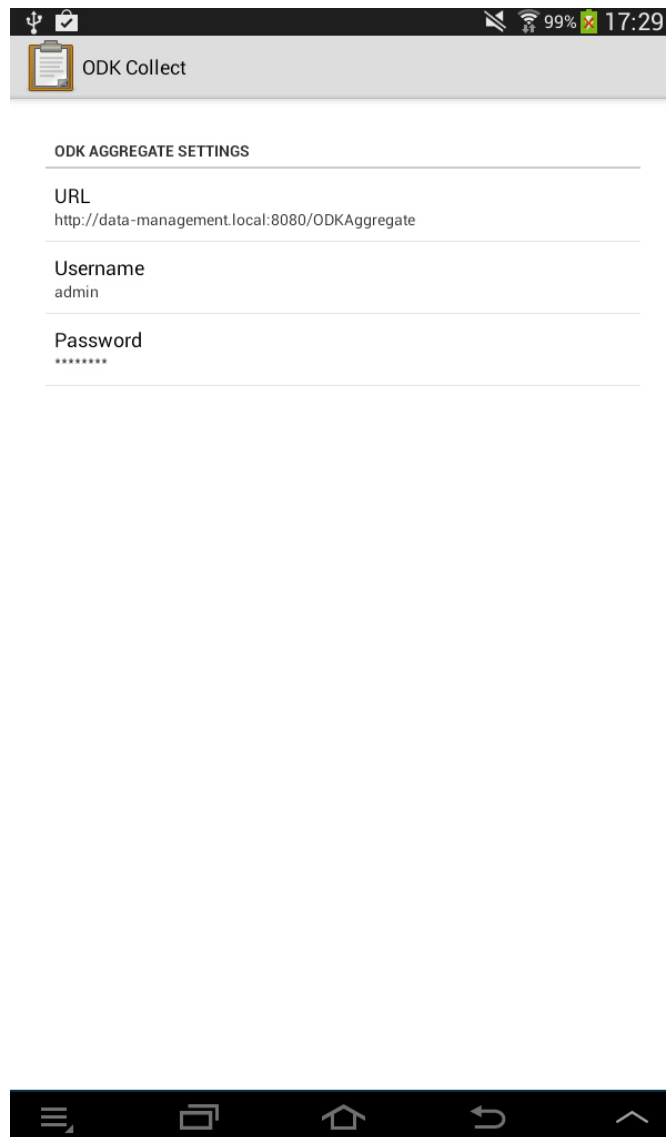 99% 17:29
ODK Collect
ODK AGGREGATE SETTINGS
URL
http://data-management.local:8080/ODKAggregate
Username
admin
Password
********